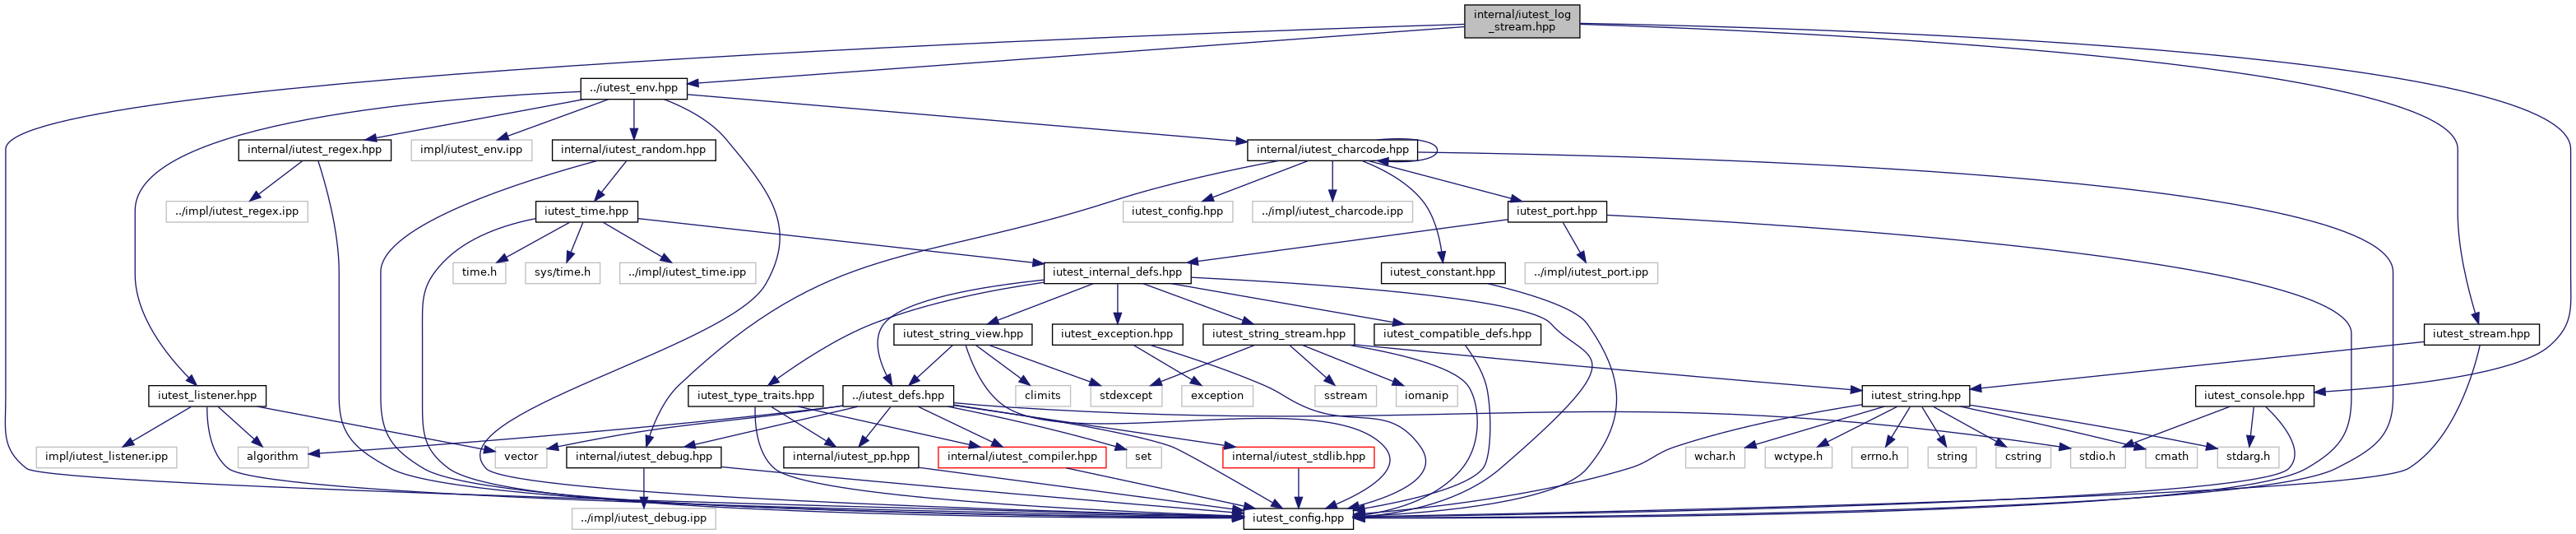 internal/iutest_log
_stream.hpp
../iutest_env.hpp
internal/iutest_regex.hpp
impl/iutest_env.ipp
internal/iutest_random.hpp
internal/iutest_charcode.hpp
../impl/iutest_regex.ipp
iutest_time.hpp
iutest_config.hpp
../impl/iutest_charcode.ipp
iutest_port.hpp
time.h
sys/time.h
../impl/iutest_time.ipp
iutest_internal_defs.hpp
iutest_constant.hpp
../impl/iutest_port.ipp
iutest_string_view.hpp
iutest_exception.hpp
iutest_string_stream.hpp
iutest_compatible_defs.hpp
iutest_stream.hpp
iutest_listener.hpp
iutest_type_traits.hpp
../iutest_defs.hpp
climits
stdexcept
exception
sstream
iomanip
iutest_string.hpp
iutest_console.hpp
impl/iutest_listener.ipp
algorithm
vector
internal/iutest_debug.hpp
internal/iutest_pp.hpp
internal/iutest_compiler.hpp
set
internal/iutest_stdlib.hpp
wchar.h
wctype.h
errno.h
string
cstring
stdio.h
cmath
stdarg.h
../impl/iutest_debug.ipp
iutest_config.hpp